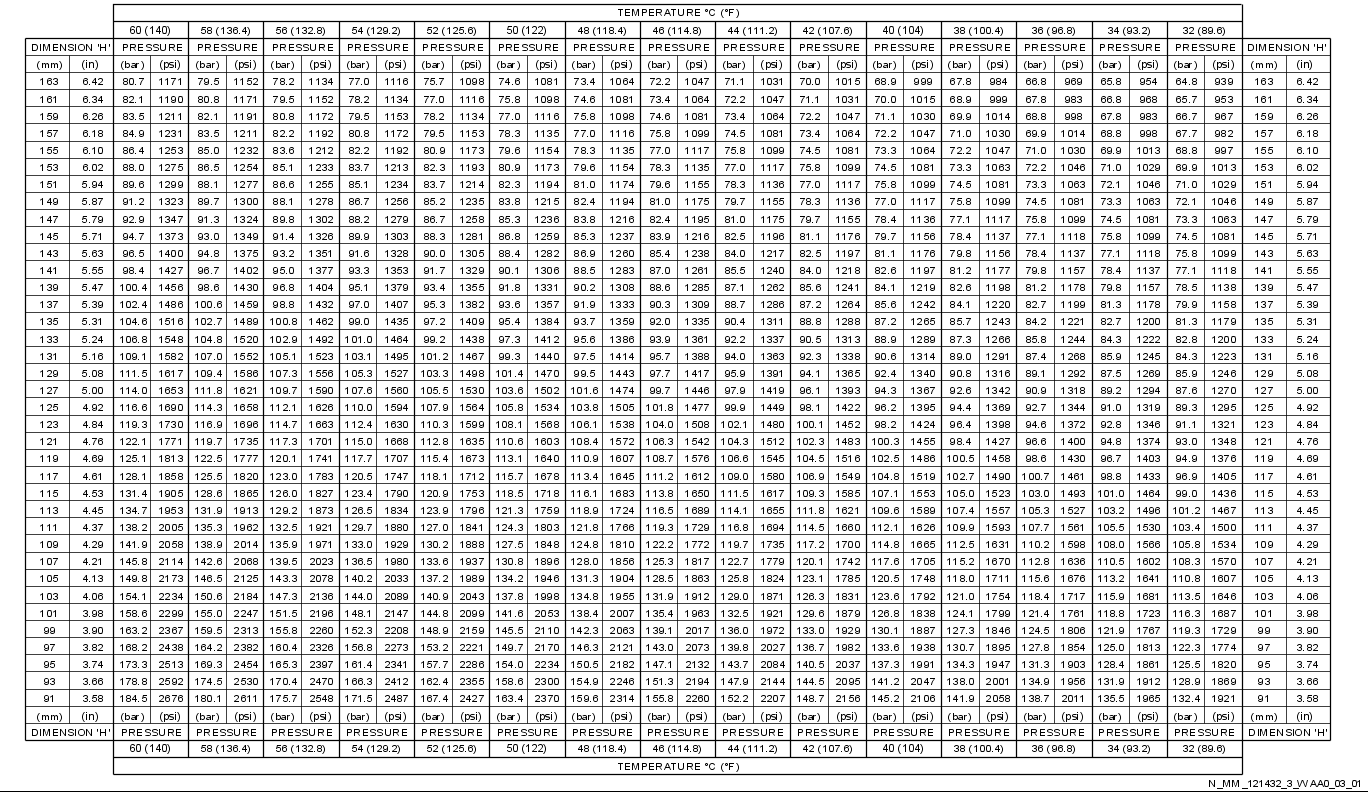 TEMPERATURE °C (°F)
60 (140) 58 (136.4) 56 (132.8) 54 (129.2) 52 (125.6) 50 (122) 48 (118.4) 46 (114.8) 44 (111.2) 42 (107.6) 40 (104) 38 (100.4) 36 (96.8) 34 (93.2) 32 (89.6)
DIMENSION 'H' PRESSURE PRESSURE PRESSURE PRESSURE PRESSURE PRESSURE PRESSURE PRESSURE PRESSURE PRESSURE PRESSURE PRESSURE PRESSURE PRESSURE PRESSURE DIMENSION 'H'
(mm) (in) (bar) (psi) (bar) (psi) (bar) (psi) (bar) (psi) (bar) (psi) (bar) (psi) (bar) (psi) (bar) (psi) (bar) (psi) (bar) (psi) (bar) (psi) (bar) (psi) (bar) (psi) (bar) (psi) (bar) (psi) (mm) (in)
163 6.42 80.7 1171 79.5 1152 78.2 1134 77.0 1116 75.7 1098 74.6 1081 73.4 1064 72.2 1047 71.1 1031 70.0 1015 68.9 999 67.8 984 66.8 969 65.8 954 64.8 939 163 6.42
161 6.34 82.1 1190 80.8 1171 79.5 1152 78.2 1134 77.0 1116 75.8 1098 74.6 1081 73.4 1064 72.2 1047 71.1 1031 70.0 1015 68.9 999 67.8 983 66.8 968 65.7 953 161 6.34
159 6.26 83.5 1211 82.1 1191 80.8 1172 79.5 1153 78.2 1134 77.0 1116 75.8 1098 74.6 1081 73.4 1064 72.2 1047 71.1 1030 69.9 1014 68.8 998 67.8 983 66.7 967 159 6.26
157 6.18 84.9 1231 83.5 1211 82.2 1192 80.8 1172 79.5 1153 78.3 1135 77.0 1116 75.8 1099 74.5 1081 73.4 1064 72.2 1047 71.0 1030 69.9 1014 68.8 998 67.7 982 157 6.18
155 6.10 86.4 1253 85.0 1232 83.6 1212 82.2 1192 80.9 1173 79.6 1154 78.3 1135 77.0 1117 75.8 1099 74.5 1081 73.3 1064 72.2 1047 71.0 1030 69.9 1013 68.8 997 155 6.10
153 6.02 88.0 1275 86.5 1254 85.1 1233 83.7 1213 82.3 1193 80.9 1173 79.6 1154 78.3 1135 77.0 1117 75.8 1099 74.5 1081 73.3 1063 72.2 1046 71.0 1029 69.9 1013 153 6.02
151 5.94 89.6 1299 88.1 1277 86.6 1255 85.1 1234 83.7 1214 82.3 1194 81.0 1174 79.6 1155 78.3 1136 77.0 1117 75.8 1099 74.5 1081 73.3 1063 72.1 1046 71.0 1029 151 5.94
149 5.87 91.2 1323 89.7 1300 88.1 1278 86.7 1256 85.2 1235 83.8 1215 82.4 1194 81.0 1175 79.7 1155 78.3 1136 77.0 1117 75.8 1099 74.5 1081 73.3 1063 72.1 1046 149 5.87
147 5.79 92.9 1347 91.3 1324 89.8 1302 88.2 1279 86.7 1258 85.3 1236 83.8 1216 82.4 1195 81.0 1175 79.7 1155 78.4 1136 77.1 1117 75.8 1099 74.5 1081 73.3 1063 147 5.79
145 5.71 94.7 1373 93.0 1349 91.4 1326 89.9 1303 88.3 1281 86.8 1259 85.3 1237 83.9 1216 82.5 1196 81.1 1176 79.7 1156 78.4 1137 77.1 1118 75.8 1099 74.5 1081 145 5.71
143 5.63 96.5 1400 94.8 1375 93.2 1351 91.6 1328 90.0 1305 88.4 1282 86.9 1260 85.4 1238 84.0 1217 82.5 1197 81.1 1176 79.8 1156 78.4 1137 77.1 1118 75.8 1099 143 5.63
141 5.55 98.4 1427 96.7 1402 95.0 1377 93.3 1353 91.7 1329 90.1 1306 88.5 1283 87.0 1261 85.5 1240 84.0 1218 82.6 1197 81.2 1177 79.8 1157 78.4 1137 77.1 1118 141 5.55
139 5.47 100.4 1456 98.6 1430 96.8 1404 95.1 1379 93.4 1355 91.8 1331 90.2 1308 88.6 1285 87.1 1262 85.6 1241 84.1 1219 82.6 1198 81.2 1178 79.8 1157 78.5 1138 139 5.47
137 5.39 102.4 1486 100.6 1459 98.8 1432 97.0 1407 95.3 1382 93.6 1357 91.9 1333 90.3 1309 88.7 1286 87.2 1264 85.6 1242 84.1 1220 82.7 1199 81.3 1178 79.9 1158 137 5.39
135 5.31 104.6 1516 102.7 1489 100.8 1462 99.0 1435 97.2 1409 95.4 1384 93.7 1359 92.0 1335 90.4 1311 88.8 1288 87.2 1265 85.7 1243 84.2 1221 82.7 1200 81.3 1179 135 5.31
133 5.24 106.8 1548 104.8 1520 102.9 1492 101.0 1464 99.2 1438 97.3 1412 95.6 1386 93.9 1361 92.2 1337 90.5 1313 88.9 1289 87.3 1266 85.8 1244 84.3 1222 82.8 1200 133 5.24
131 5.16 109.1 1582 107.0 1552 105.1 1523 103.1 1495 101.2 1467 99.3 1440 97.5 1414 95.7 1388 94.0 1363 92.3 1338 90.6 1314 89.0 1291 87.4 1268 85.9 1245 84.3 1223 131 5.16
129 5.08 111.5 1617 109.4 1586 107.3 1556 105.3 1527 103.3 1498 101.4 1470 99.5 1443 97.7 1417 95.9 1391 94.1 1365 92.4 1340 90.8 1316 89.1 1292 87.5 1269 85.9 1246 129 5.08
127 5.00 114.0 1653 111.8 1621 109.7 1590 107.6 1560 105.5 1530 103.6 1502 101.6 1474 99.7 1446 97.9 1419 96.1 1393 94.3 1367 92.6 1342 90.9 1318 89.2 1294 87.6 1270 127 5.00
125 4.92 116.6 1690 114.3 1658 112.1 1626 110.0 1594 107.9 1564 105.8 1534 103.8 1505 101.8 1477 99.9 1449 98.1 1422 96.2 1395 94.4 1369 92.7 1344 91.0 1319 89.3 1295 125 4.92
123 4.84 119.3 1730 116.9 1696 114.7 1663 112.4 1630 110.3 1599 108.1 1568 106.1 1538 104.0 1508 102.1 1480 100.1 1452 98.2 1424 96.4 1398 94.6 1372 92.8 1346 91.1 1321 123 4.84
121 4.76 122.1 1771 119.7 1735 117.3 1701 115.0 1668 112.8 1635 110.6 1603 108.4 1572 106.3 1542 104.3 1512 102.3 1483 100.3 1455 98.4 1427 96.6 1400 94.8 1374 93.0 1348 121 4.76
119 4.69 125.1 1813 122.5 1777 120.1 1741 117.7 1707 115.4 1673 113.1 1640 110.9 1607 108.7 1576 106.6 1545 104.5 1516 102.5 1486 100.5 1458 98.6 1430 96.7 1403 94.9 1376 119 4.69
117 4.61 128.1 1858 125.5 1820 123.0 1783 120.5 1747 118.1 1712 115.7 1678 113.4 1645 111.2 1612 109.0 1580 106.9 1549 104.8 1519 102.7 1490 100.7 1461 98.8 1433 96.9 1405 117 4.61
115 4.53 131.4 1905 128.6 1865 126.0 1827 123.4 1790 120.9 1753 118.5 1718 116.1 1683 113.8 1650 111.5 1617 109.3 1585 107.1 1553 105.0 1523 103.0 1493 101.0 1464 99.0 1436 115 4.53
113 4.45 134.7 1953 131.9 1913 129.2 1873 126.5 1834 123.9 1796 121.3 1759 118.9 1724 116.5 1689 114.1 1655 111.8 1621 109.6 1589 107.4 1557 105.3 1527 103.2 1496 101.2 1467 113 4.45
111 4.37 138.2 2005 135.3 1962 132.5 1921 129.7 1880 127.0 1841 124.3 1803 121.8 1766 119.3 1729 116.8 1694 114.5 1660 112.1 1626 109.9 1593 107.7 1561 105.5 1530 103.4 1500 111 4.37
109 4.29 141.9 2058 138.9 2014 135.9 1971 133.0 1929 130.2 1888 127.5 1848 124.8 1810 122.2 1772 119.7 1735 117.2 1700 114.8 1665 112.5 1631 110.2 1598 108.0 1566 105.8 1534 109 4.29
107 4.21 145.8 2114 142.6 2068 139.5 2023 136.5 1980 133.6 1937 130.8 1896 128.0 1856 125.3 1817 122.7 1779 120.1 1742 117.6 1705 115.2 1670 112.8 1636 110.5 1602 108.3 1570 107 4.21
105 4.13 149.8 2173 146.5 2125 143.3 2078 140.2 2033 137.2 1989 134.2 1946 131.3 1904 128.5 1863 125.8 1824 123.1 1785 120.5 1748 118.0 1711 115.6 1676 113.2 1641 110.8 1607 105 4.13
103 4.06 154.1 2234 150.6 2184 147.3 2136 144.0 2089 140.9 2043 137.8 1998 134.8 1955 131.9 1912 129.0 1871 126.3 1831 123.6 1792 121.0 1754 118.4 1717 115.9 1681 113.5 1646 103 4.06
101 3.98 158.6 2299 155.0 2247 151.5 2196 148.1 2147 144.8 2099 141.6 2053 138.4 2007 135.4 1963 132.5 1921 129.6 1879 126.8 1838 124.1 1799 121.4 1761 118.8 1723 116.3 1687 101 3.98
99 3.90 163.2 2367 159.5 2313 155.8 2260 152.3 2208 148.9 2159 145.5 2110 142.3 2063 139.1 2017 136.0 1972 133.0 1929 130.1 1887 127.3 1846 124.5 1806 121.9 1767 119.3 1729 99 3.90
97 3.82 168.2 2438 164.2 2382 160.4 2326 156.8 2273 153.2 2221 149.7 2170 146.3 2121 143.0 2073 139.8 2027 136.7 1982 133.6 1938 130.7 1895 127.8 1854 125.0 1813 122.3 1774 97 3.82
95 3.74 173.3 2513 169.3 2454 165.3 2397 161.4 2341 157.7 2286 154.0 2234 150.5 2182 147.1 2132 143.7 2084 140.5 2037 137.3 1991 134.3 1947 131.3 1903 128.4 1861 125.5 1820 95 3.74
93 3.66 178.8 2592 174.5 2530 170.4 2470 166.3 2412 162.4 2355 158.6 2300 154.9 2246 151.3 2194 147.9 2144 144.5 2095 141.2 2047 138.0 2001 134.9 1956 131.9 1912 128.9 1869 93 3.66
91 3.58 184.5 2676 180.1 2611 175.7 2548 171.5 2487 167.4 2427 163.4 2370 159.6 2314 155.8 2260 152.2 2207 148.7 2156 145.2 2106 141.9 2058 138.7 2011 135.5 1965 132.4 1921 91 3.58
(mm) (in) (bar) (psi) (bar) (psi) (bar) (psi) (bar) (psi) (bar) (psi) (bar) (psi) (bar) (psi) (bar) (psi) (bar) (psi) (bar) (psi) (bar) (psi) (bar) (psi) (bar) (psi) (bar) (psi) (bar) (psi) (mm) (in)
DIMENSION 'H' PRESSURE PRESSURE PRESSURE PRESSURE PRESSURE PRESSURE PRESSURE PRESSURE PRESSURE PRESSURE PRESSURE PRESSURE PRESSURE PRESSURE PRESSURE DIMENSION 'H'
60 (140) 58 (136.4) 56 (132.8) 54 (129.2) 52 (125.6) 50 (122) 48 (118.4) 46 (114.8) 44 (111.2) 42 (107.6) 40 (104) 38 (100.4) 36 (96.8) 34 (93.2) 32 (89.6)
TEMPERATURE °C (°F)
N_MM_121432_3_WAA0_03_01